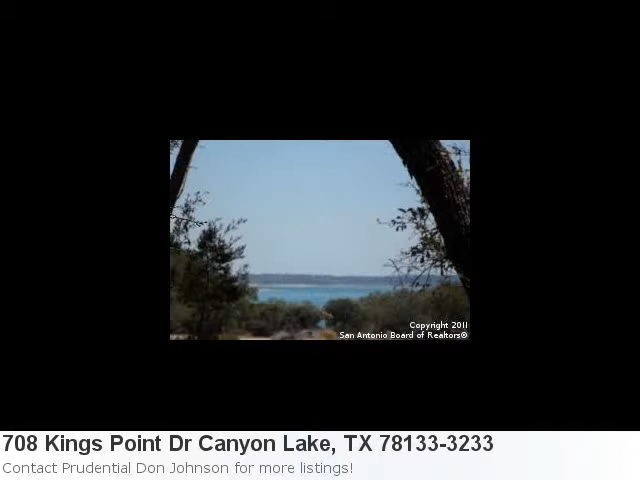 Copyright 2011
San Antonio Board of Realtors®
708 Kings Point Dr Canyon Lake, TX 78133-3233
Contact Prudential Don Johnson for more listings!